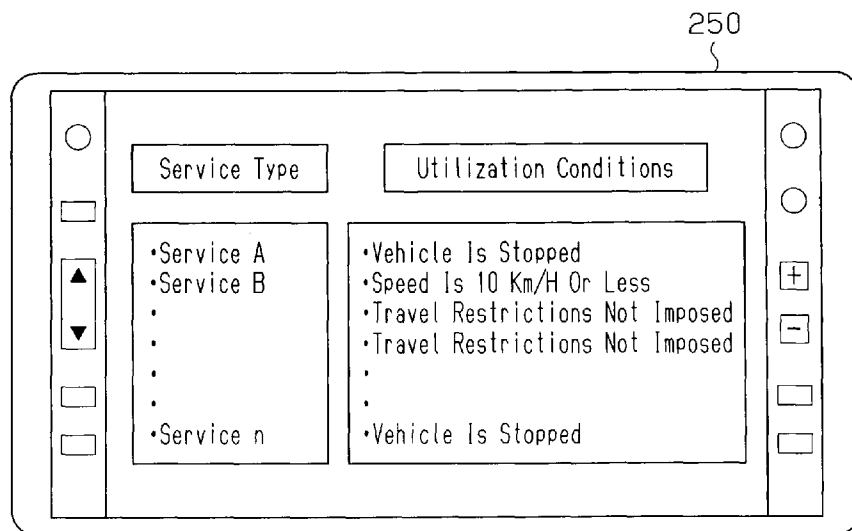 250
Service Type Utilization Conditions
•Service A •Vehicle Is Stopped
•Service B •Speed Is 10 Km/H Or Less
• •Travel Restrictions Not Imposed
• •Travel Restrictions Not Imposed
• •
• •
•Service n •Vehicle Is Stopped
+
-